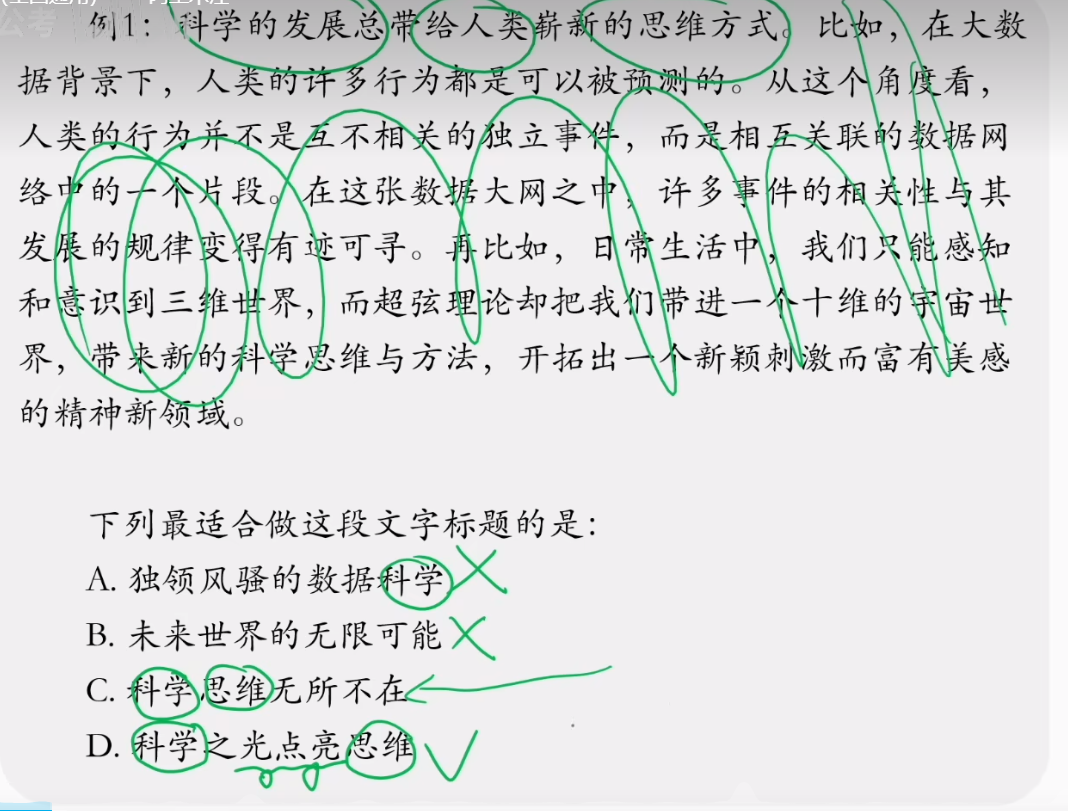 例1：科学的发展总带给人类崭新的思维方式。比如，在大数
据背景下，人类的许多行为都是可以被预测的。从这个角度看，
人类的行为并不是互不相关的独立事件，而是相互关联的数据网
络中的一个片段。在这张数据大网之中，许多事件的相关性与其
发展的规律变得有迹可寻。再比如，日常生活中，我们只能感知
和意识到三维世界，而超弦理论却把我们带进一个十维的宇宙世
界，带来新的科学思维与方法，开拓出一个新颖刺激而富有美感
的精神新领域。
下列最适合做这段文字标题的是：
A. 独领风骚的数据科学
B. 未来世界的无限可能
C. 科学思维无所不在
D. 科学之光点亮思维